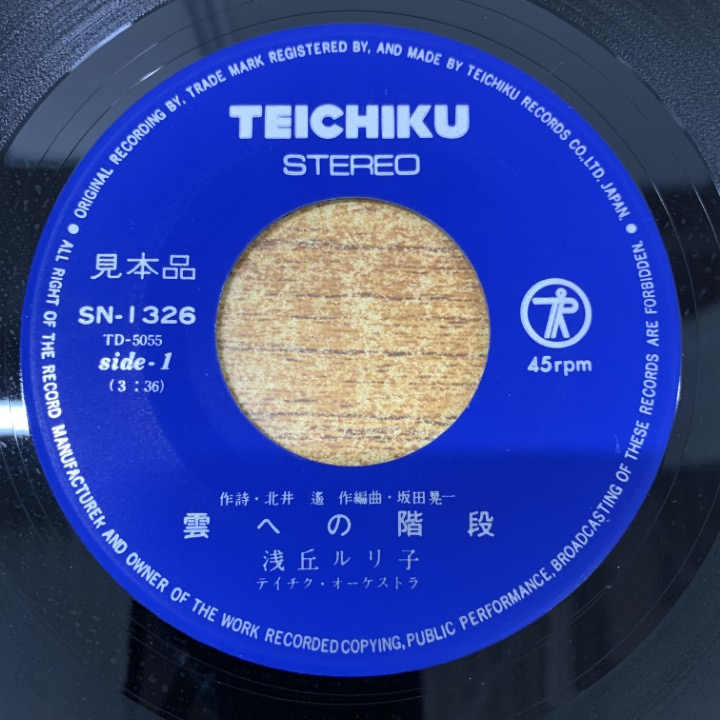 ● ORIGINAL RECORDING BY, TRADE MARK REGISTERED BY, AND MADE BY TEICHIKU RECORDS CO., LTD. JAPAN. ●
TEICHIKU
STEREO
見本品
SN-1326
TD-5055
side-1
(3:36)
TR
45rpm
作詩・北井 遙 作編曲・坂田晃一
雲への階段
浅丘ルリ子
テイチク・オーケストラ
ALL RIGHT OF THE RECORD MANUFACTURER AND OWNER OF THE WORK RECORDED COPYING, PUBLIC PERFORMANCE, BROADCASTING OF THESE RECORDS ARE FORBIDDEN.